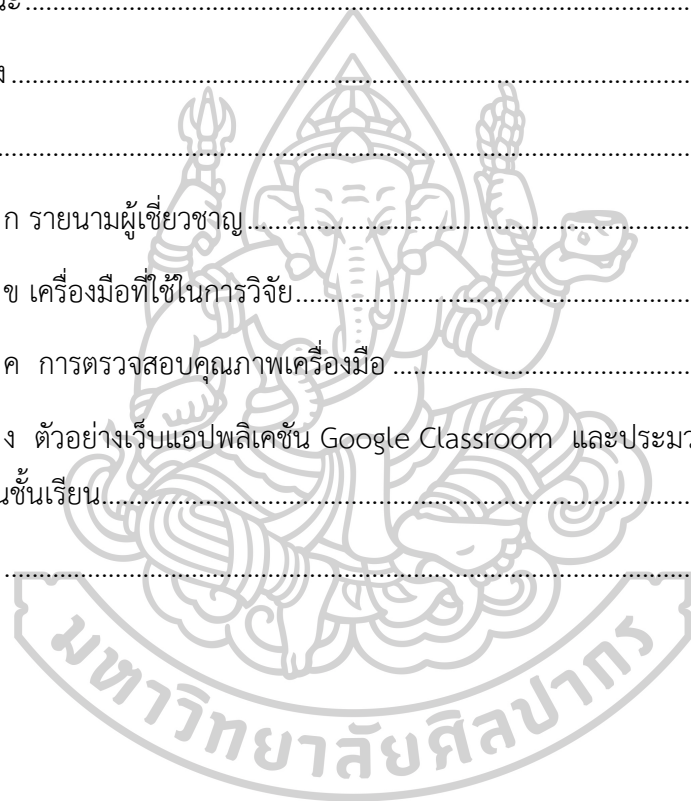 นะ
ง
ก รายนามผู้เชี่ยวชาญ
ข เครื่องมือที่ใช้ในการวิจัย
ค การตรวจสอบคุณภาพเครื่องมือ
ง ตัวอย่างเว็บแอปพลิเคชัน Google Classroom และประมว
นชั้นเรียน
มหาวิทยาลัยศิลปากร